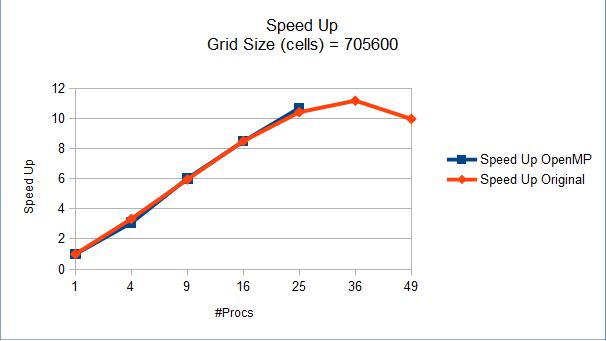 Speed Up
Grid Size (cells) = 705600
12
10
8
6
4
2
0
Speed Up
1 4 9 16 25 36 49
#Procs
Speed Up OpenMP
Speed Up Original